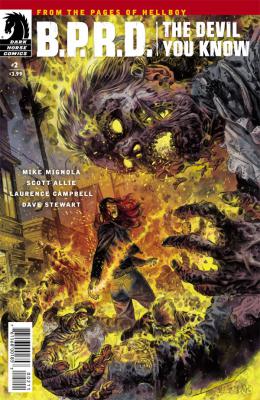 FROM THE PAGES OF HELLBOY
DARK
HORSE
COMICS
B.P.R.D.
THE DEVIL
YOU KNOW
#2
$3.99
MIKE MIGNOLA
SCOTT ALLIE
LAURENCE CAMPBELL
DAVE STEWART